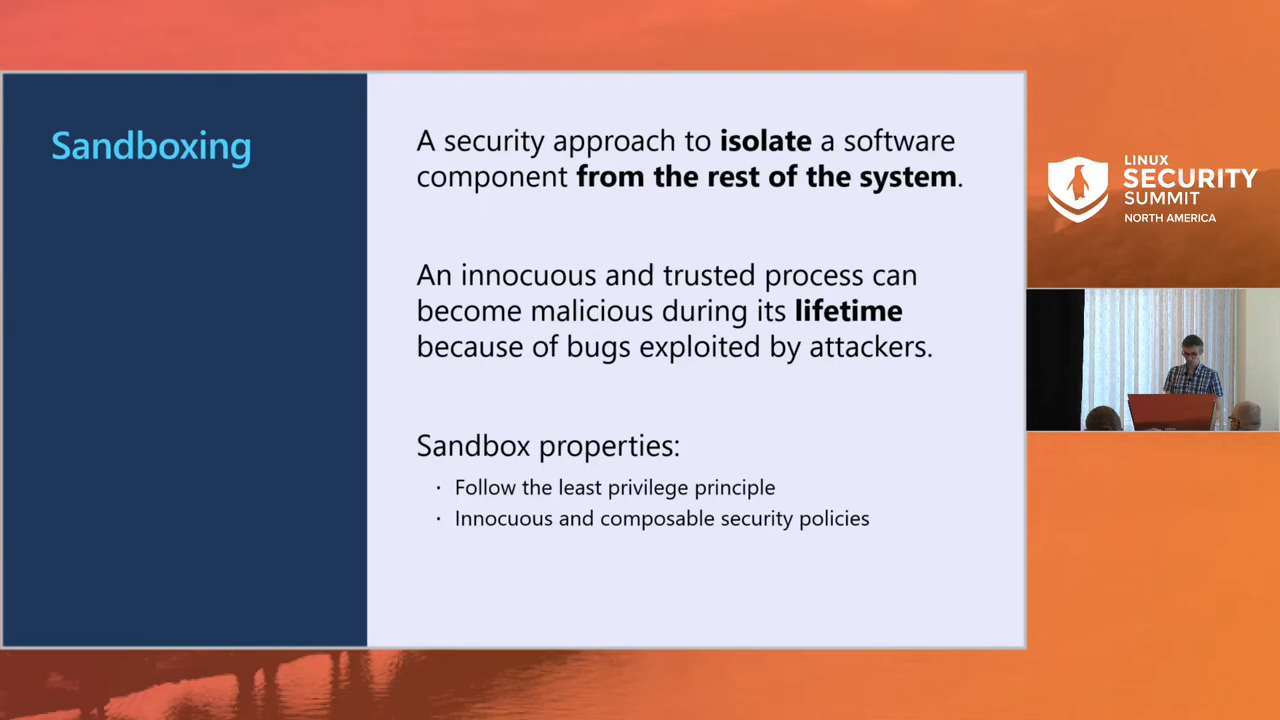 Sandboxing
A security approach to isolate a software
component from the rest of the system.
An innocuous and trusted process can
become malicious during its lifetime
because of bugs exploited by attackers.
Sandbox properties:
· Follow the least privilege principle
· Innocuous and composable security policies
LINUX
SECURITY
SUMMIT
NORTH AMERICA